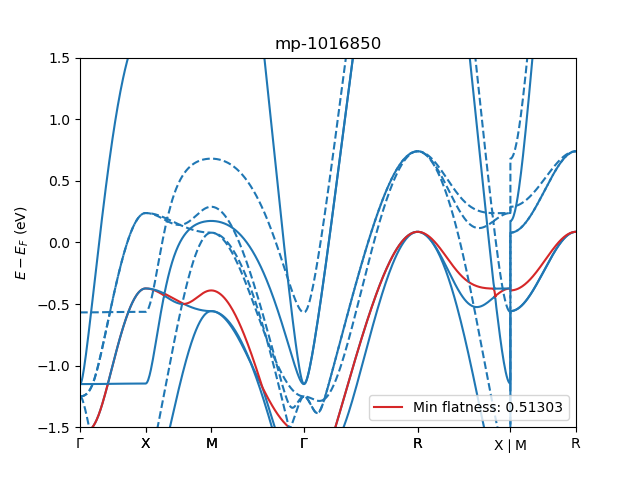 mp-1016850
E − E_F (eV)
1.5
1.0
0.5
0.0
−0.5
−1.0
−1.5
Min flatness: 0.51303
Γ X M Γ R X | M R